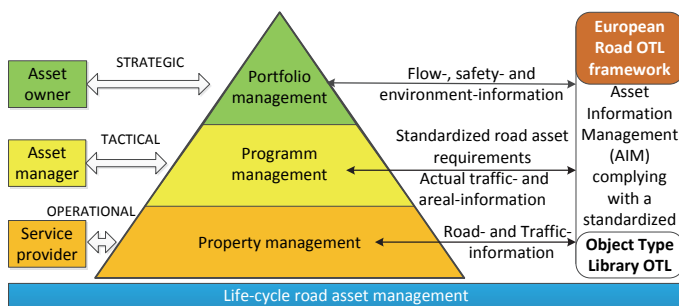 Asset
owner
STRATEGIC
Portfolio
management
Flow-, safety- and
environment-information
European
Road OTL
framework
Asset
manager
TACTICAL
Programm
management
Standardized road asset
requirements
Actual traffic- and
areal-information
Asset
Information
Management
(AIM)
complying
with a
standardized
Service
provider
OPERATIONAL
Property management
Road- and Traffic-
information
Object Type
Library OTL
Life-cycle road asset management